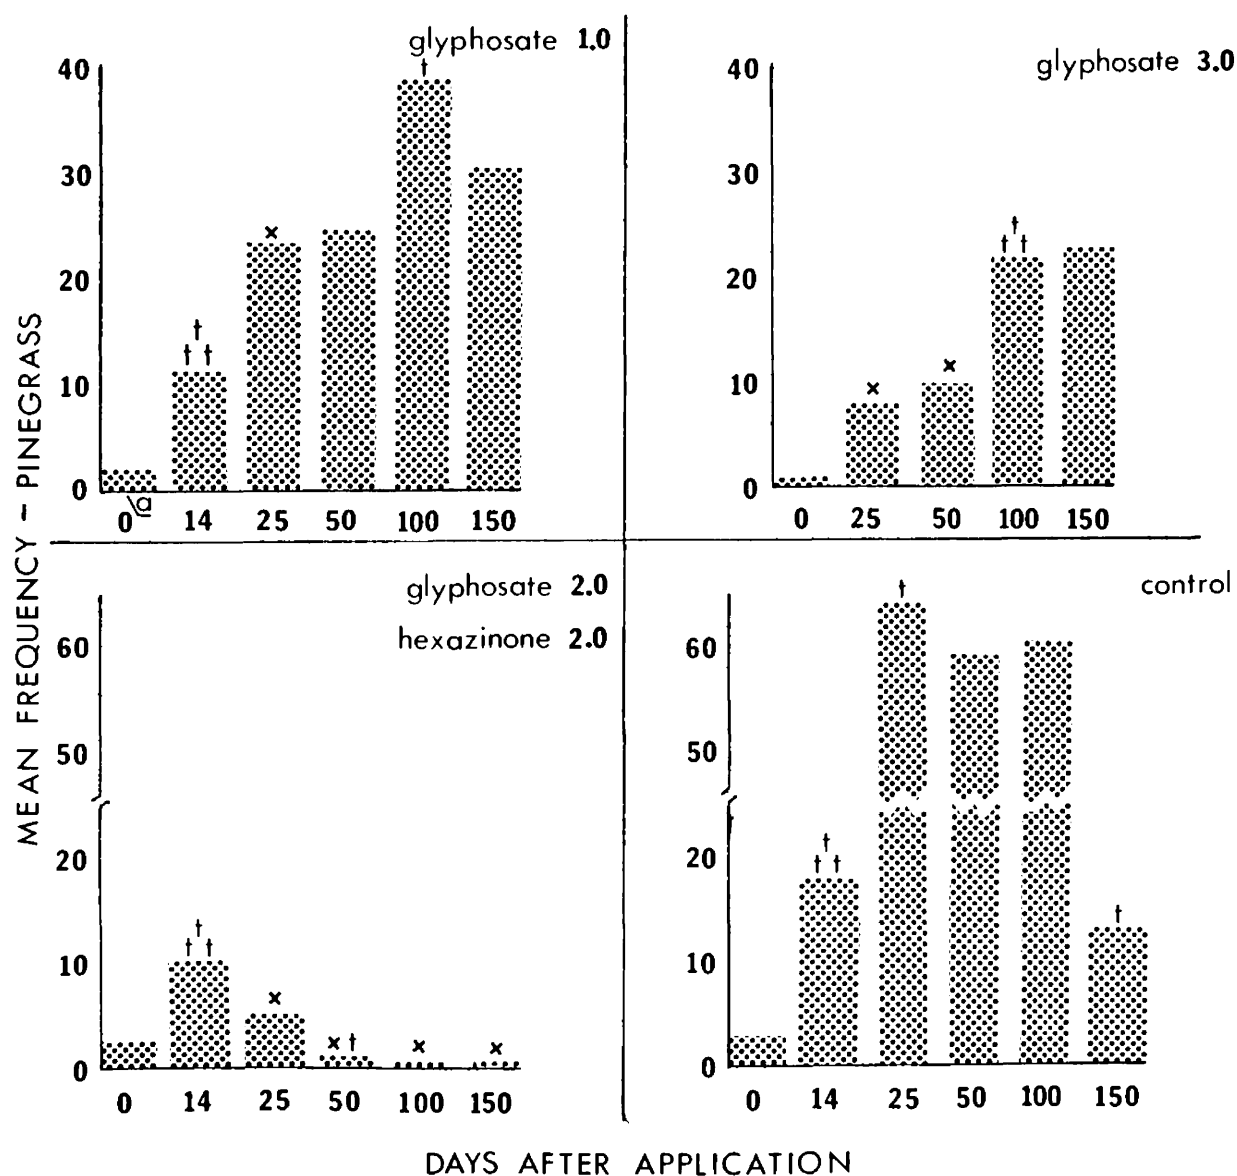 MEAN FREQUENCY – PINEGRASS
glyphosate 1.0
40
30
20
10
0
†
† †
x
†
0\a 14 25 50 100 150
glyphosate 3.0
40
30
20
10
0
x
x
†
† †
0 25 50 100 150
glyphosate 2.0
hexazinone 2.0
60
50
20
10
0
†
† †
x
x †
x
x
0 14 25 50 100 150
control
60
50
20
10
0
†
† †
†
†
0 14 25 50 100 150
DAYS AFTER APPLICATION